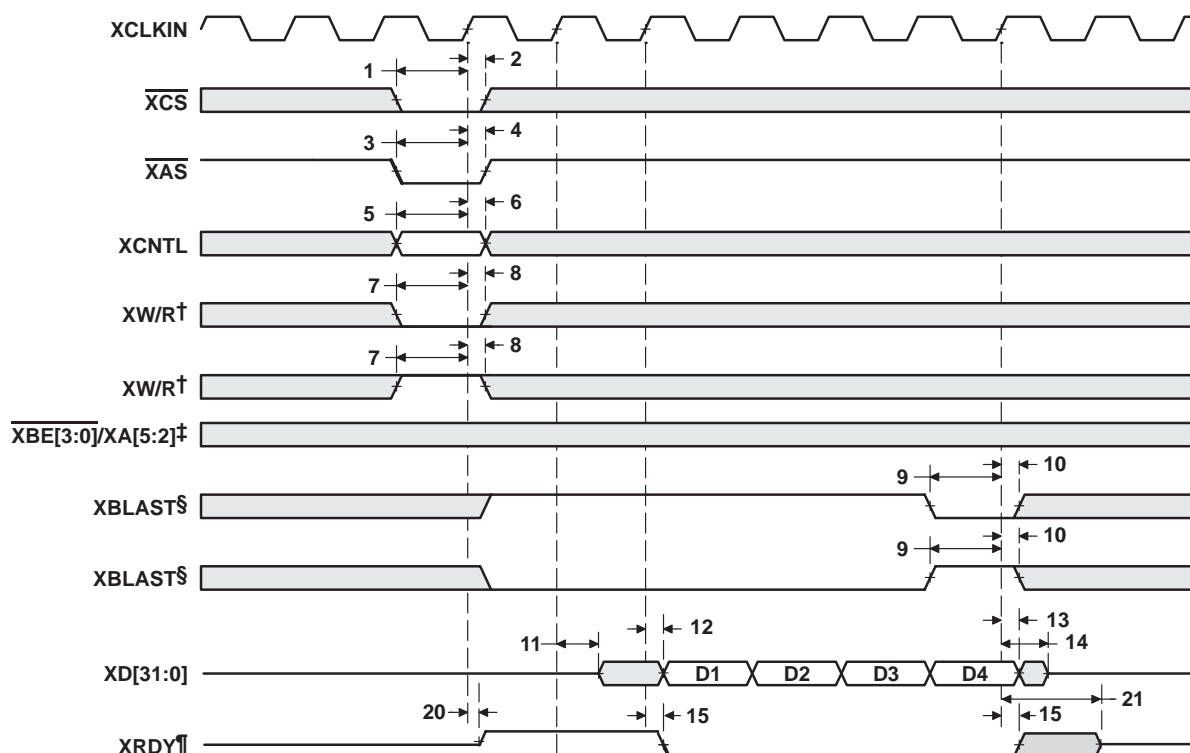 XCLKIN
1
2
XCS
3
4
XAS
5
6
XCNTL
7
8
XW/R†
7
8
XW/R†
XBE[3:0]/XA[5:2]‡
9
10
XBLAST§
9
10
XBLAST§
11
12
13
14
XD[31:0]
D1 D2 D3 D4
20
15
15
21
XRDY¶